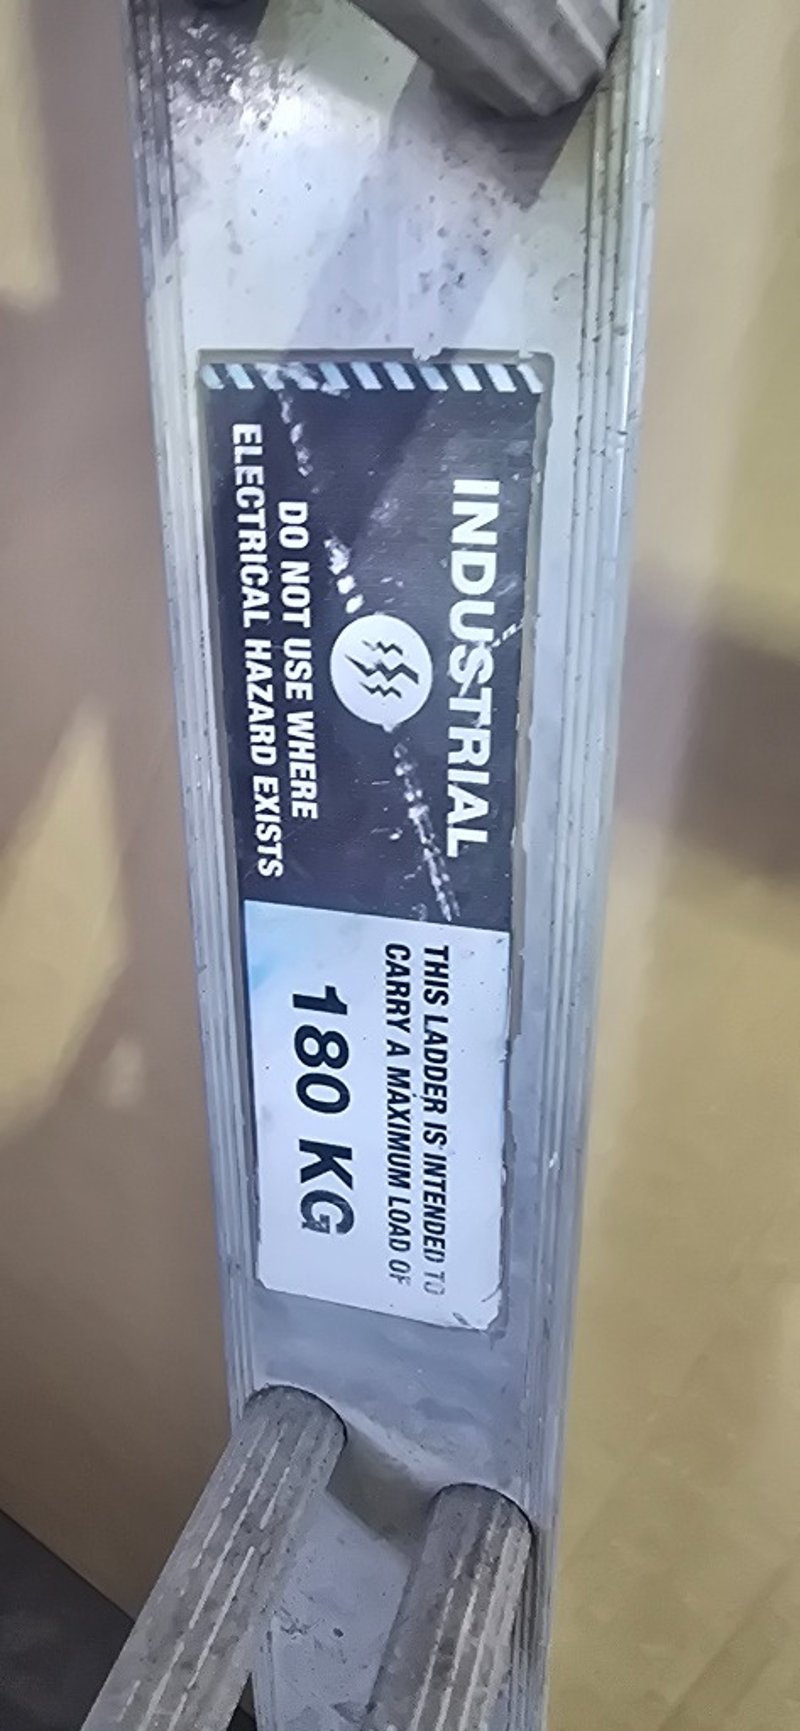 INDUSTRIAL
DO NOT USE WHERE
ELECTRICAL HAZARD EXISTS
THIS LADDER IS INTENDED TO
CARRY A MAXIMUM LOAD OF
180 KG